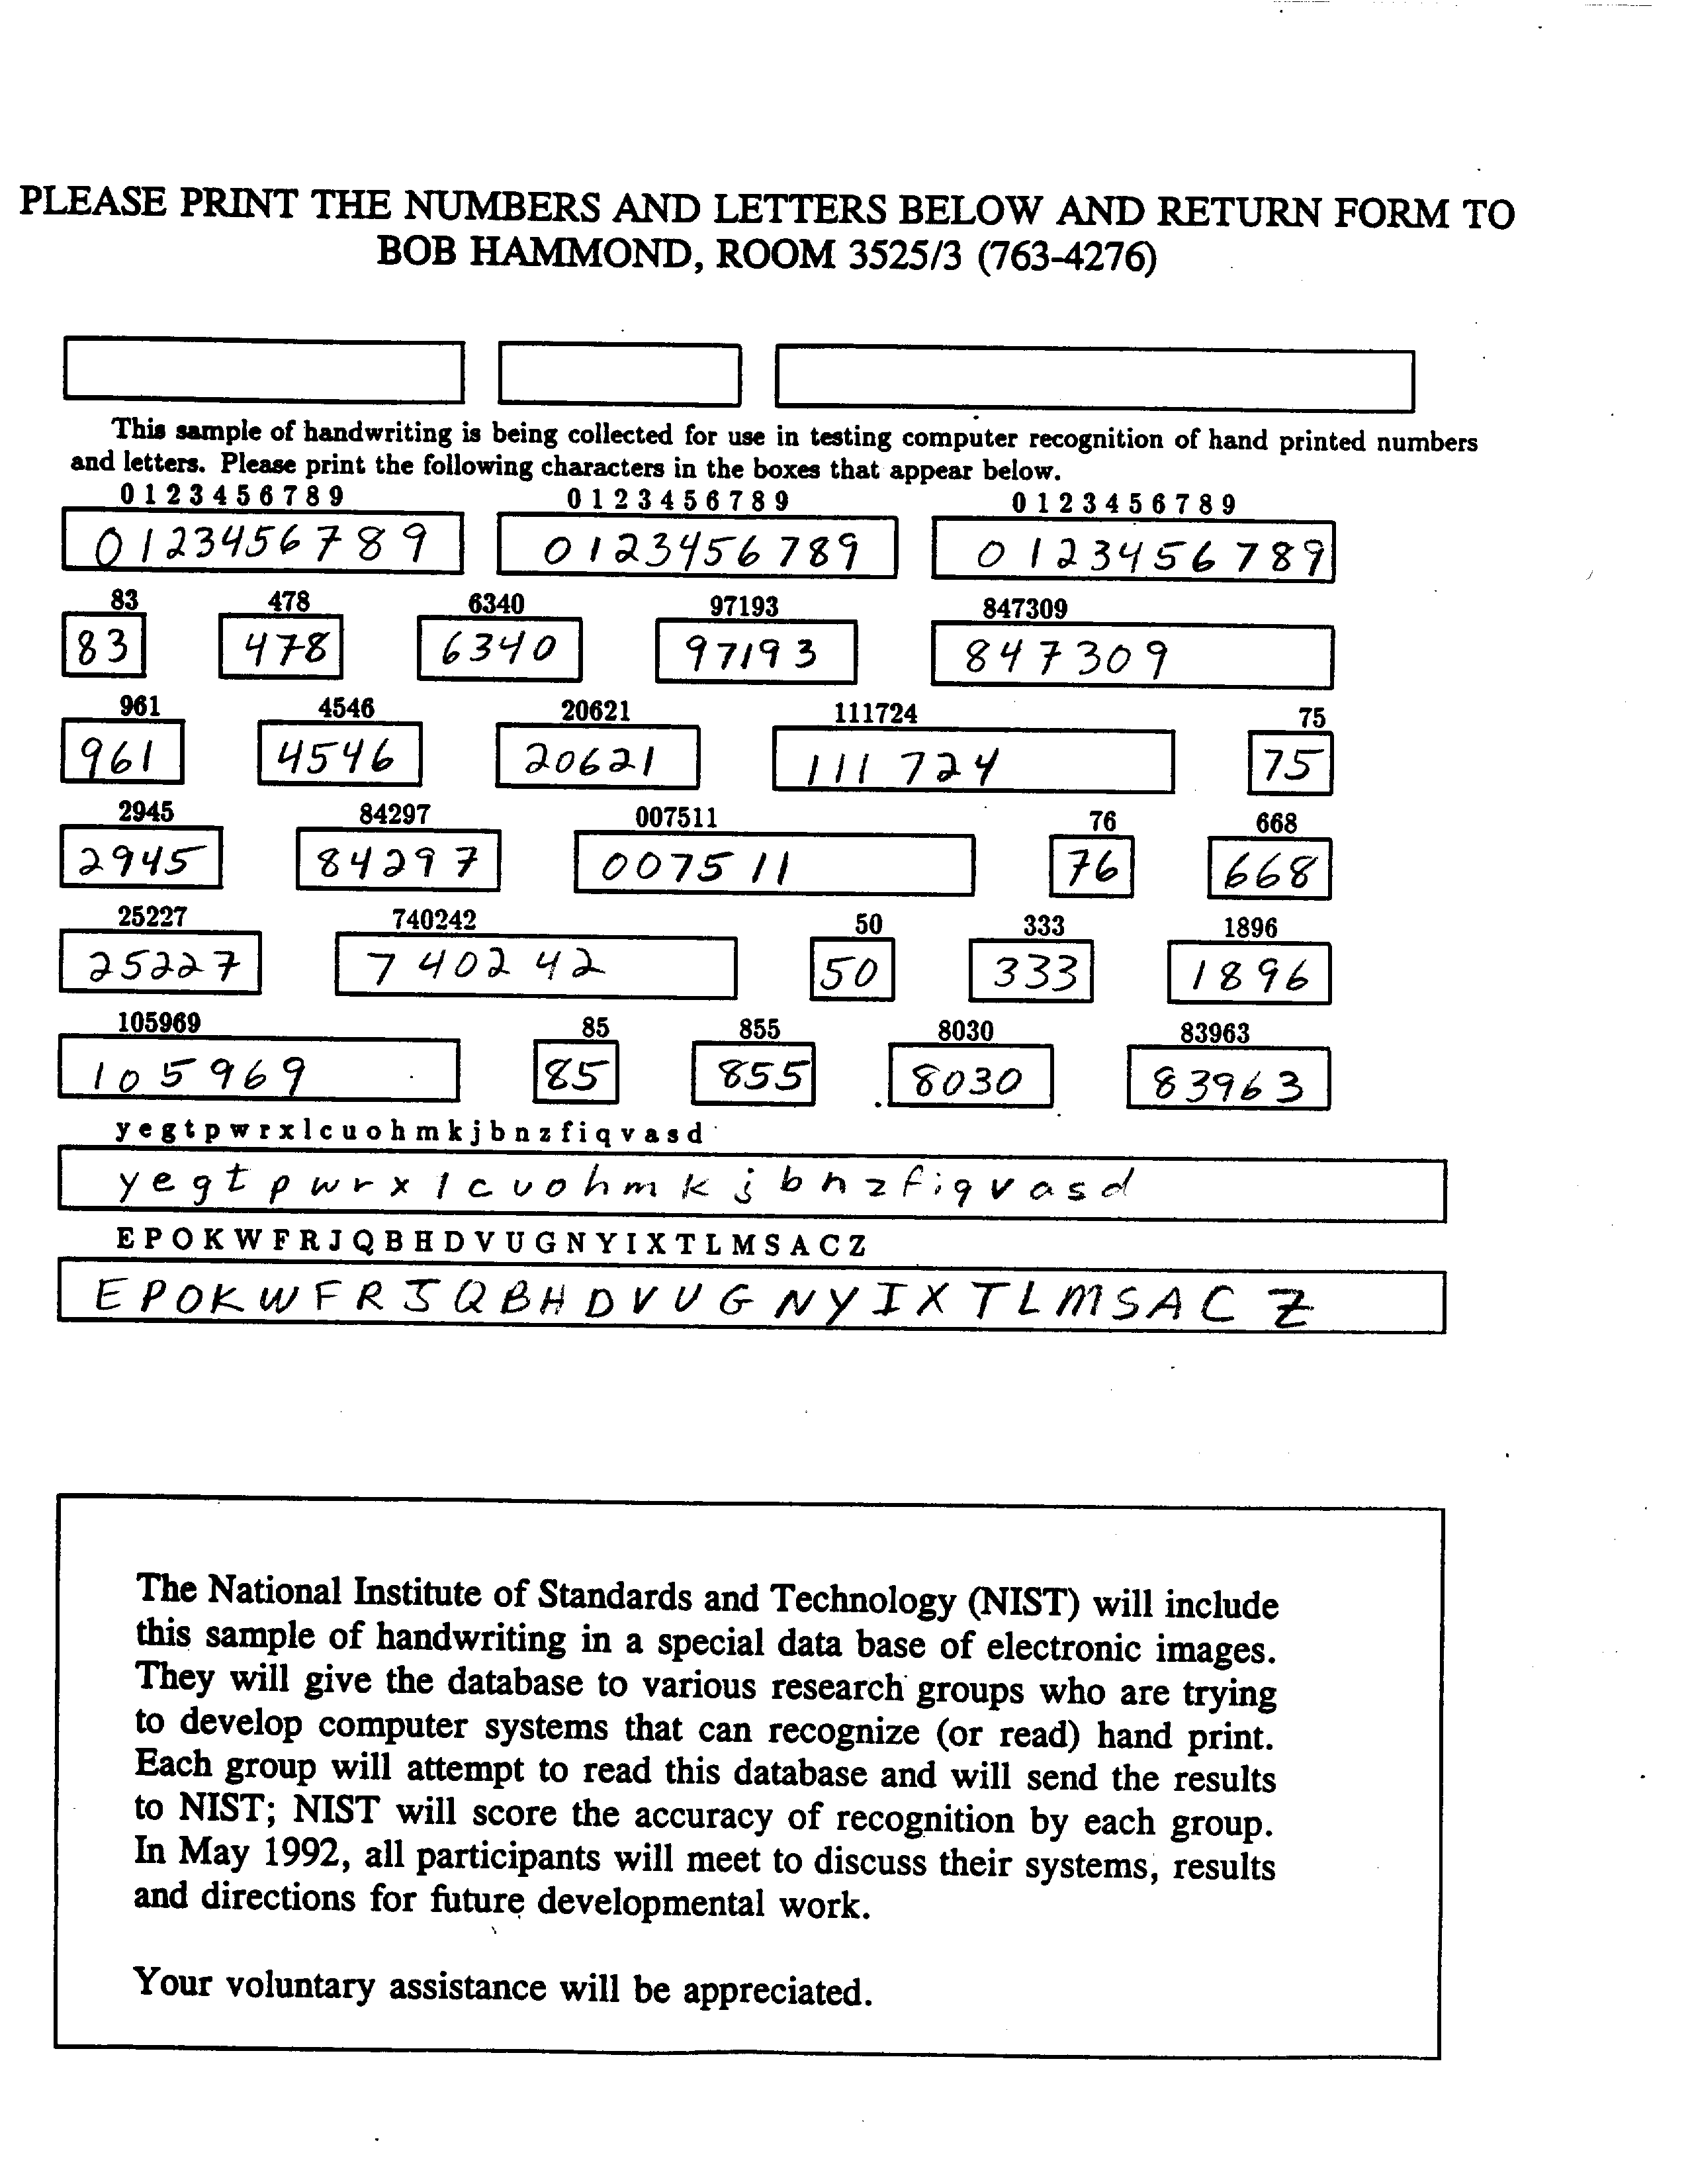 PLEASE PRINT THE NUMBERS AND LETTERS BELOW AND RETURN FORM TO
BOB HAMMOND, ROOM 3525/3 (763-4276)
This sample of handwriting is being collected for use in testing computer recognition of hand printed numbers
and letters. Please print the following characters in the boxes that appear below.
0 1 2 3 4 5 6 7 8 9 0 1 2 3 4 5 6 7 8 9 0 1 2 3 4 5 6 7 8 9
0123456789 0123456789 0123456789
83 478 6340 97193 847309
83 478 6340 97193 847309
961 4546 20621 111724 75
961 4546 20621 111724 75
2945 84297 007511 76 668
2945 84297 007511 76 668
25227 740242 50 333 1896
25227 740242 50 333 1896
105969 85 855 8030 83963
105969 85 855 8030 83963
y e g t p w r x l c u o h m k j b n z f i q v a s d
y e g t p w r x l c u o h m k j b n z f i q v a s d
E P O K W F R J Q B H D V U G N Y I X T L M S A C Z
E P O K W F R J Q B H D V U G N Y I X T L M S A C Z
The National Institute of Standards and Technology (NIST) will include
this sample of handwriting in a special data base of electronic images.
They will give the database to various research groups who are trying
to develop computer systems that can recognize (or read) hand print.
Each group will attempt to read this database and will send the results
to NIST; NIST will score the accuracy of recognition by each group.
In May 1992, all participants will meet to discuss their systems, results
and directions for future developmental work.
Your voluntary assistance will be appreciated.